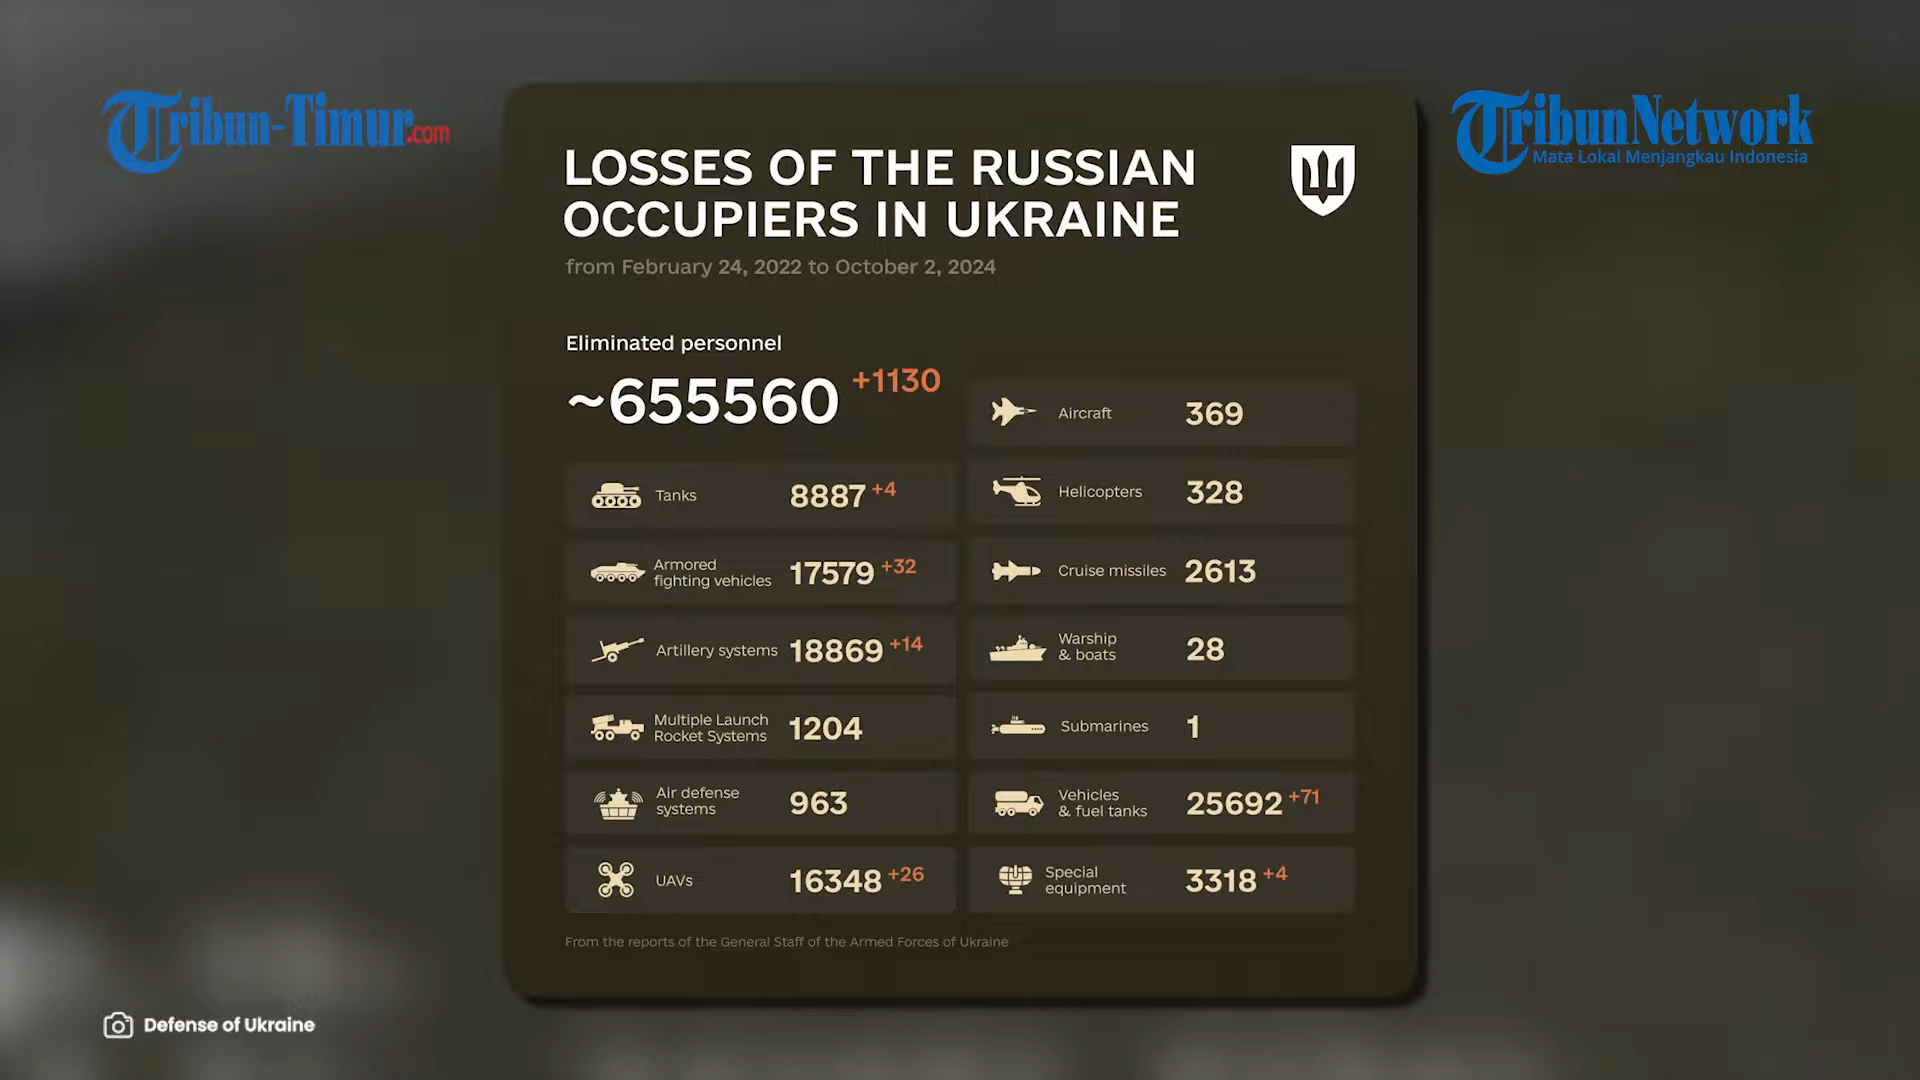 Tribun-Timur.com
TribunNetwork
Mata Lokal Menjangkau Indonesia
LOSSES OF THE RUSSIAN
OCCUPIERS IN UKRAINE
from February 24, 2022 to October 2, 2024
Eliminated personnel
~655560 +1130
Tanks 8887 +4
Armored
fighting vehicles 17579 +32
Artillery systems 18869 +14
Multiple Launch
Rocket Systems 1204
Air defense
systems 963
UAVs 16348 +26
Aircraft 369
Helicopters 328
Cruise missiles 2613
Warship
& boats 28
Submarines 1
Vehicles
& fuel tanks 25692 +71
Special
equipment 3318 +4
From the reports of the General Staff of the Armed Forces of Ukraine
Defense of Ukraine